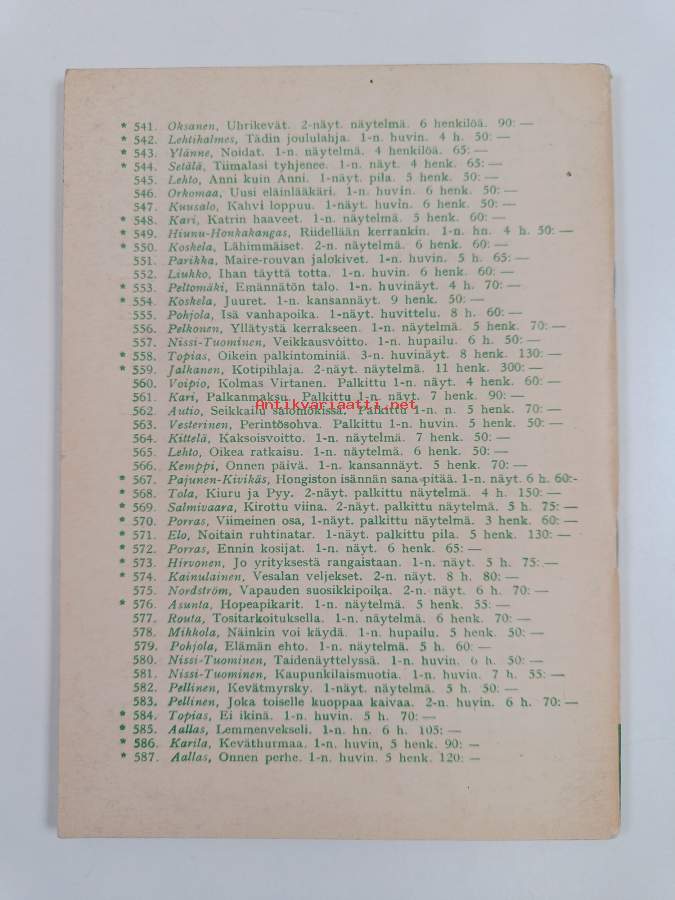 * 541. Oksanen, Uhrikevät. 2-näyt. näytelmä. 6 henkilöä. 90: —
* 542. Lehtihalmes, Tädin joululahja. 1-n. huvin. 4 h. 50: —
* 543. Ylänne, Noidat. 1-n. näytelmä. 4 henkilöä. 65: —
* 544. Setälä, Tiimalasi tyhjenee. 1-n. näyt. 4 henk. 65: —
545. Lehto, Anni kuin Anni. 1-näyt. pila. 5 henk. 50: —
546. Orkomaa, Uusi eläinlääkäri. 1-n. huvin. 6 henk. 50: —
547. Kuusalo, Kahvi loppuu. 1-näyt. huvin. 6 henk. 50: —
* 548. Kari, Katrin haaveet. 1-n. näytelmä. 5 henk. 60: —
* 549. Hiunu-Honkakangas, Riidellään kerrankin. 1-n. hn. 4 h. 50: —
* 550. Koskela, Lähimmäiset. 2-n. näytelmä. 6 henk. 60: —
551. Parikka, Maire-rouvan jalokivet. 1-n. huvin. 5 h. 65: —
552. Liukko, Ihan täyttä totta. 1-n. huvin. 6 henk. 60: —
* 553. Peltomäki, Emännätön talo. 1-n. huvinäyt. 4 h. 70: —
* 554. Koskela, Juuret. 1-n. kansannäyt. 9 henk. 50: —
555. Pohjola, Isä vanhapoika. 1-näyt. huvittelu. 8 h. 60: —
556. Pelkonen, Yllätystä kerrakseen. 1-n. näytelmä. 5 henk. 70: —
557. Nissi-Tuominen, Veikkausvoitto. 1-n. hupailu. 6 h. 50: —
* 558. Topias, Oikein palkintominiä. 3-n. huvinäyt. 8 henk. 130: —
* 559. Jalkanen, Kotipihlaja. 2-näyt. näytelmä. 11 henk. 300: —
560. Voipio, Kolmas Virtanen. Palkittu 1-n. näyt. 4 henk. 60: —
561. Kari, Palkanmaksu. Palkittu 1-n. näyt. 7 henk. 90: —
Antikvariaatti.net
562. Autio, Seikkailu salomökissä. Palkittu 1-n. n. 5 henk. 70: —
563. Vesterinen, Perintösohva. Palkittu 1-n. huvin. 5 henk. 50: —
564. Kittelä, Kaksoisvoitto. 1-n. näytelmä. 7 henk. 50: —
565. Lehto, Oikea ratkaisu. 1-n. näytelmä. 6 henk. 50: —
566. Kemppi, Onnen päivä. 1-n. kansannäyt. 5 henk. 70: —
* 567. Pajunen-Kivikäs, Hongiston isännän sana pitää. 1-n. näyt. 6 h. 60:-
* 568. Tola, Kiuru ja Pyy. 2-näyt. palkittu näytelmä. 4 h. 150: —
* 569. Salmivaara, Kirottu viina. 2-näyt. palkittu näytelmä. 5 h. 75: —
* 570. Porras, Viimeinen osa, 1-näyt. palkittu näytelmä. 3 henk. 60: —
* 571. Elo, Noitain ruhtinatar. 1-näyt. palkittu pila. 5 henk. 130: —
* 572. Porras, Ennin kosijat. 1-n. näyt. 6 henk. 65: —
* 573. Hirvonen, Jo yrityksestä rangaistaan. 1-n. näyt. 5 h. 75: —
* 574. Kainulainen, Vesalan veljekset. 2-n. näyt. 8 h. 80: —
575. Nordström, Vapauden suosikkipoika. 2-n. näyt. 6 h. 70: —
* 576. Asunta, Hopeapikarit. 1-n. näytelmä. 5 henk. 55: —
577. Routa, Tositarkoituksella. 1-n. näytelmä. 6 henk. 70: —
578. Mikkola, Näinkin voi käydä. 1-n. hupailu. 5 henk. 50: —
579. Pohjola, Elämän ehto. 1-n. näytelmä. 5 h. 60: —
580. Nissi-Tuominen, Taidenäyttelyssä. 1-n. huvin. 6 h. 50: —
581. Nissi-Tuominen, Kaupunkilaismuotia. 1-n. huvin. 7 h. 55: —
582. Pellinen, Kevätmyrsky. 1-näyt. näytelmä. 5 h. 50: —
583. Pellinen, Joka toiselle kuoppaa kaivaa. 2-n. huvin. 6 h. 70: —
* 584. Topias, Ei ikinä. 1-n. huvin. 5 h. 70: —
* 585. Aallas, Lemmenvekseli. 1-n. hn. 6 h. 105: —
* 586. Karila, Keväthurmaa. 1-n. huvin, 5 henk. 90: —
* 587. Aallas, Onnen perhe. 1-n. huvin. 5 henk. 120: —